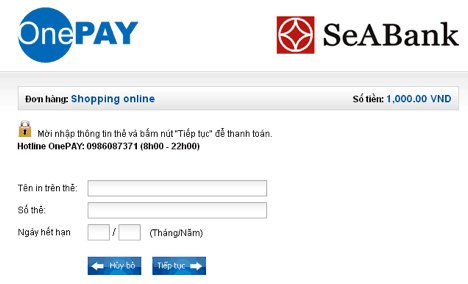 OnePAY
SeABank
Đơn hàng: Shopping online
Số tiền: 1,000.00 VND
Mời nhập thông tin thẻ và bấm nút "Tiếp tục" để thanh toán.
Hotline OnePAY: 0986087371 (8h00 - 22h00)
Tên in trên thẻ:
Số thẻ:
Ngày hết hạn / (Tháng/Năm)
Hủy bỏ
Tiếp tục